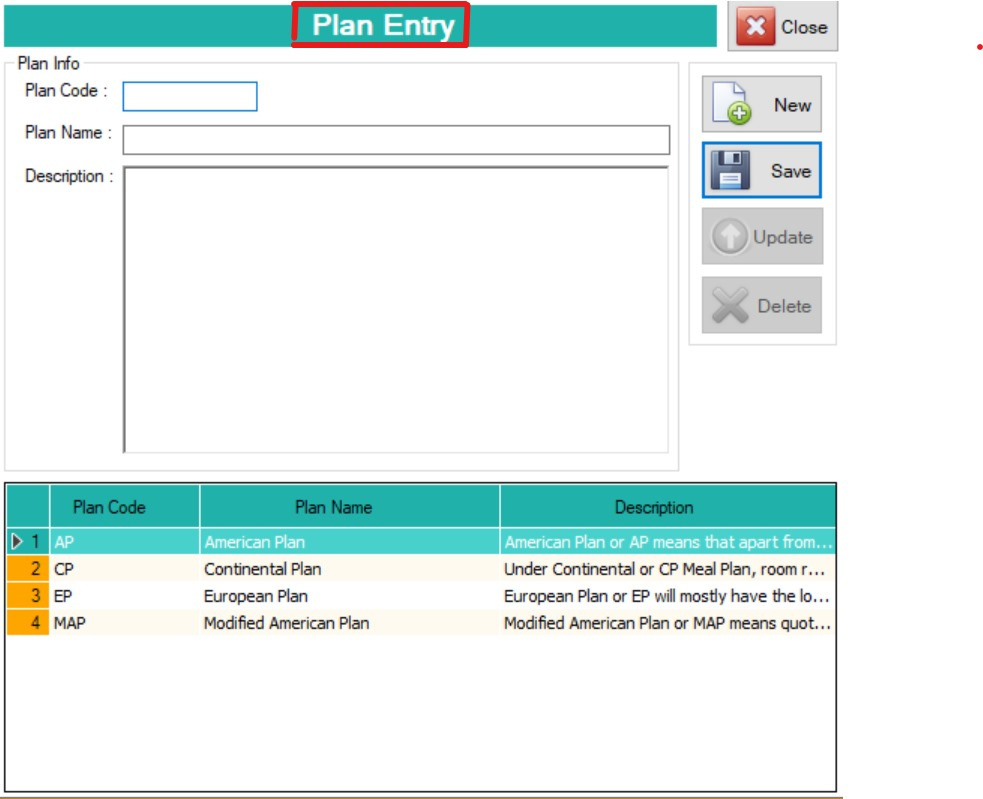 Plan Entry
Close
Plan Info
Plan Code :
New
Plan Name :
Save
Description :
Update
Delete
Plan Code Plan Name Description
1 AP American Plan American Plan or AP means that apart from...
2 CP Continental Plan Under Continental or CP Meal Plan, room r...
3 EP European Plan European Plan or EP will mostly have the lo...
4 MAP Modified American Plan Modified American Plan or MAP means quot...